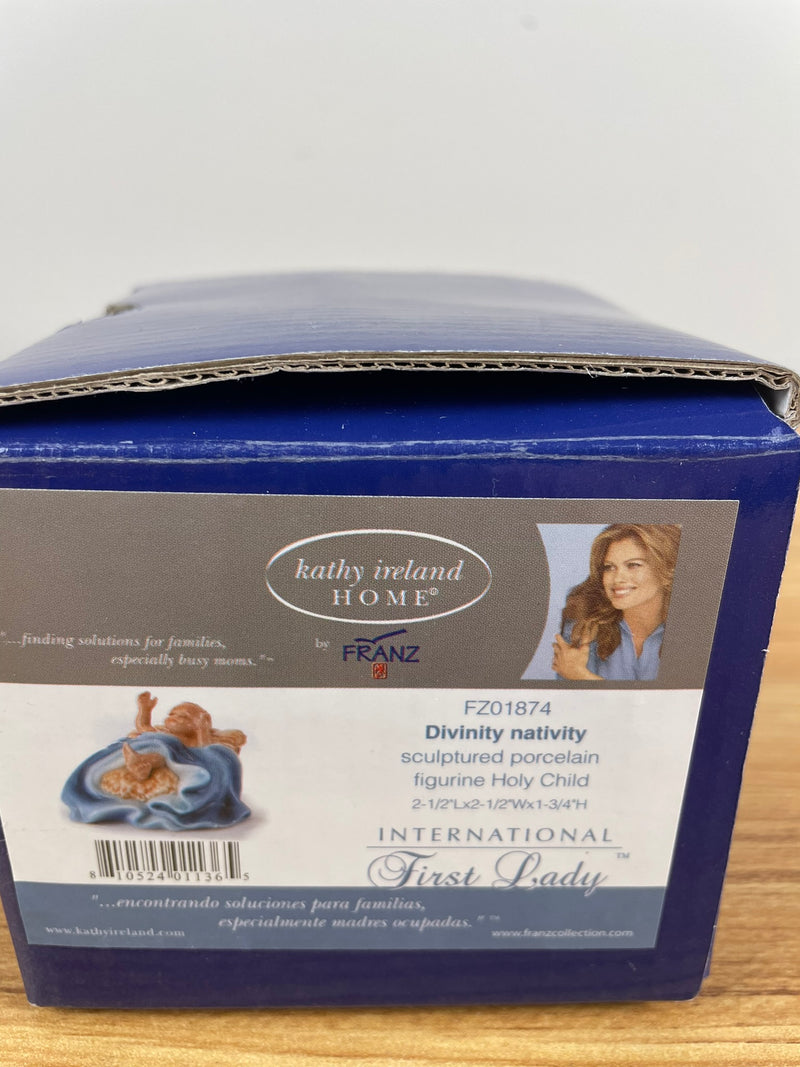 kathy ireland
HOME®
"...finding solutions for families,
especially busy moms."~
by FRANZ
FZ01874
Divinity nativity
sculptured porcelain
figurine Holy Child
2-1/2"Lx2-1/2"Wx1-3/4"H
INTERNATIONAL
First Lady™
8 10524 01136 5
"...encontrando soluciones para familias,
especialmente madres ocupadas."™
www.kathyireland.com
www.franzcollection.com